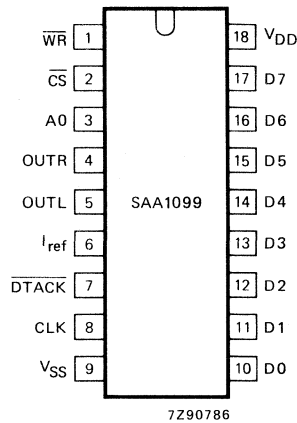 WR 1 18 VDD
CS 2 17 D7
A0 3 16 D6
OUTR 4 15 D5
OUTL 5 SAA1099 14 D4
Iref 6 13 D3
DTACK 7 12 D2
CLK 8 11 D1
VSS 9 10 D0
7Z90786